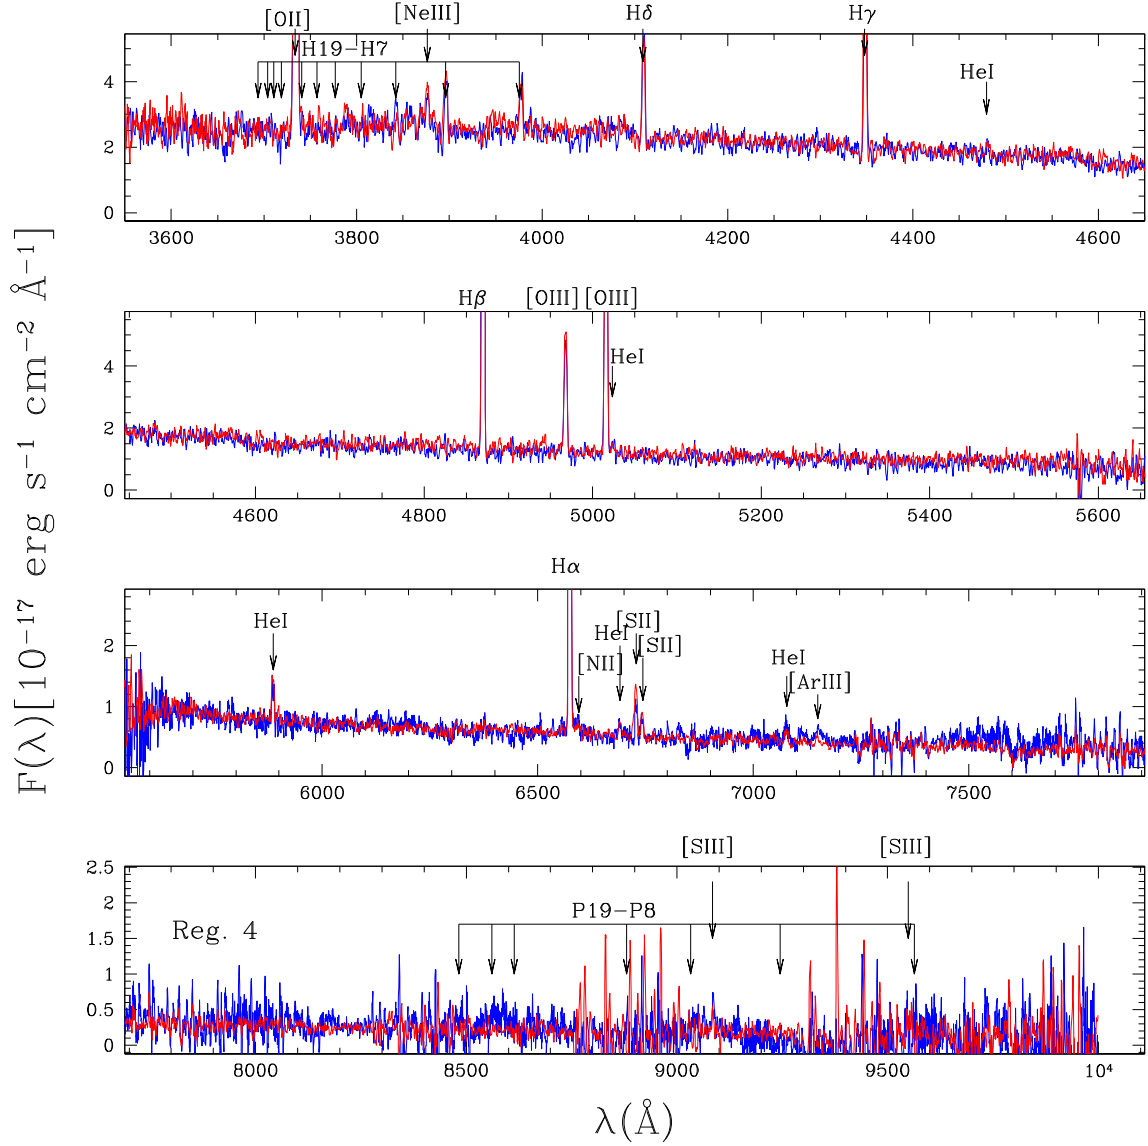 [OII] [NeIII] Hδ Hγ
H19−H7
HeI
4
2
0
3600 3800 4000 4200 4400 4600
Hβ [OIII] [OIII]
HeI
4
2
0
4600 4800 5000 5200 5400 5600
Hα
HeI [SII]
HeI [SII]
[NII]
HeI
[ArIII]
2
1
0
6000 6500 7000 7500
[SIII] [SIII]
P19−P8
Reg. 4
2.5
2
1.5
1
0.5
0
8000 8500 9000 9500 10⁴
λ(Å)
F(λ)[10⁻¹⁷ erg s⁻¹ cm⁻² Å⁻¹]